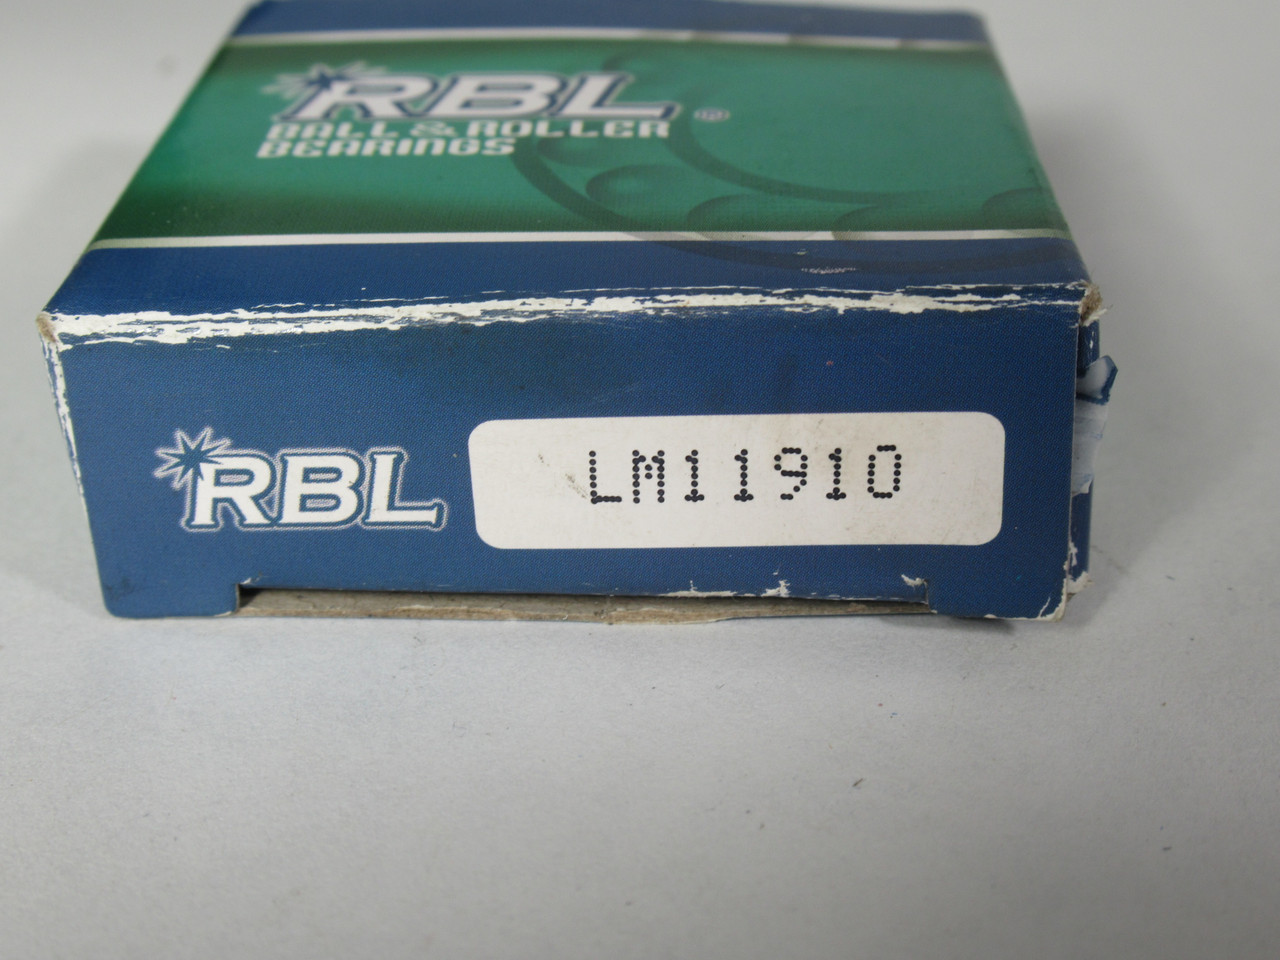 RBL ®
BALL & ROLLER
BEARINGS
RBL
LM11910